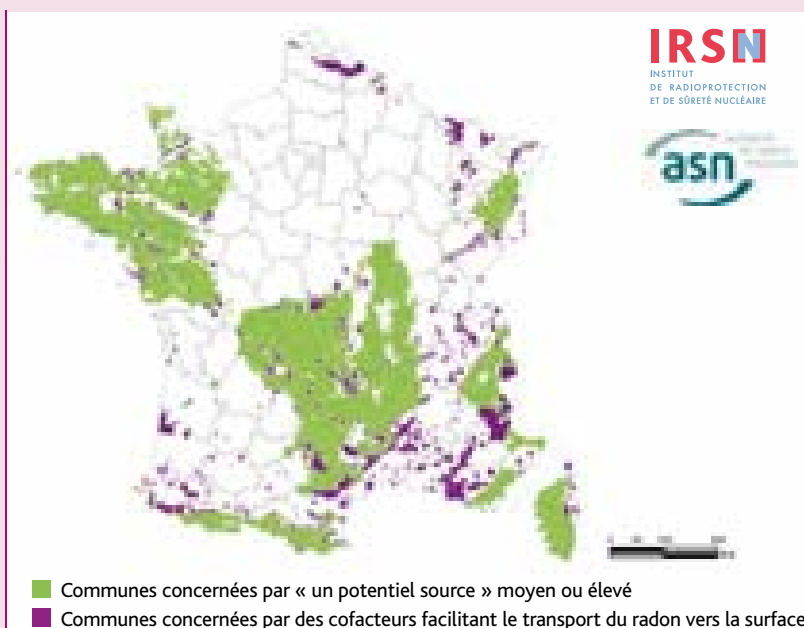 IRSN
INSTITUT
DE RADIOPROTECTION
ET DE SÛRETÉ NUCLÉAIRE
asn
Communes concernées par « un potentiel source » moyen ou élevé
Communes concernées par des cofacteurs facilitant le transport du radon vers la surface